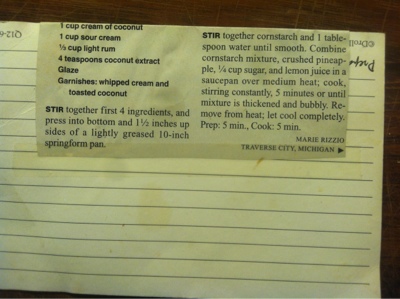 1 cup cream of coconut
1 cup sour cream
½ cup light rum
4 teaspoons coconut extract
Glaze
Garnishes: whipped cream and
toasted coconut
STIR together first 4 ingredients, and
press into bottom and 1½ inches up
sides of a lightly greased 10-inch
springform pan.
STIR together cornstarch and 1 table-
spoon water until smooth. Combine
cornstarch mixture, crushed pineap-
ple, ¼ cup sugar, and lemon juice in a
saucepan over medium heat; cook,
stirring constantly, 5 minutes or until
mixture is thickened and bubbly. Re-
move from heat; let cool completely.
Prep: 5 min., Cook: 5 min.
MARIE RIZZIO
TRAVERSE CITY, MICHIGAN ▶
©Droll